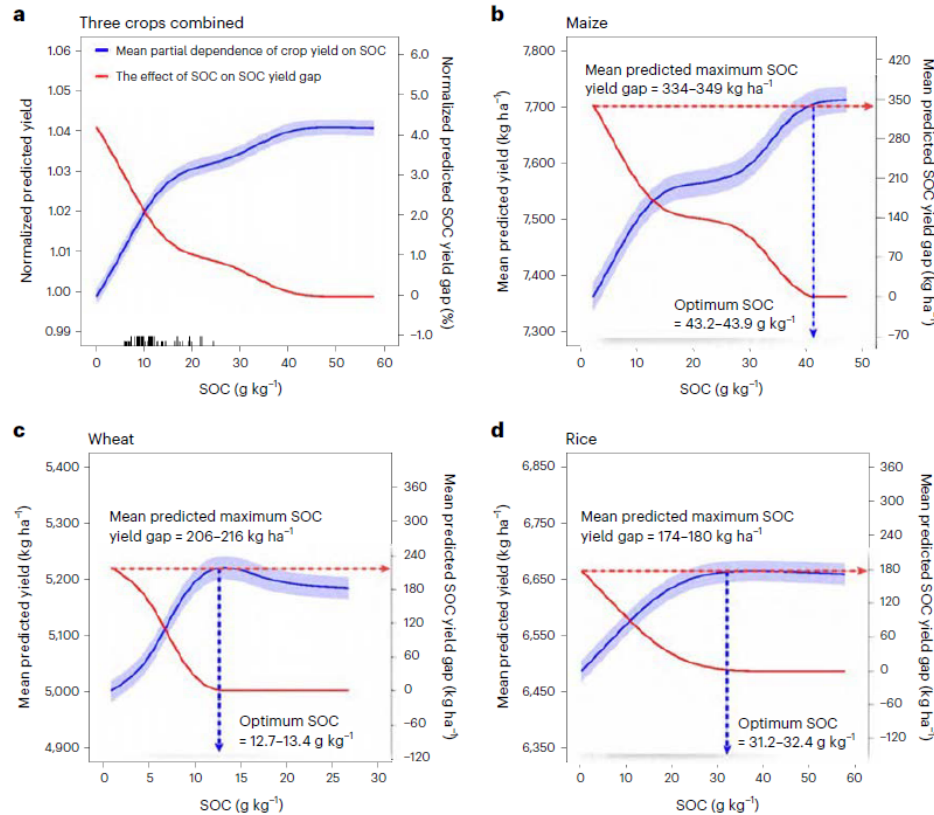 a
Three crops combined
Mean partial dependence of crop yield on SOC
The effect of SOC on SOC yield gap
Normalized predicted yield
1.06
1.05
1.04
1.03
1.02
1.01
1.00
0.99
6.0
5.0
4.0
3.0
2.0
1.0
0
–1.0
Normalized predicted SOC
yield gap (%)
0 10 20 30 40 50 60
SOC (g kg⁻¹)
b
Maize
Mean predicted maximum SOC
yield gap = 334–349 kg ha⁻¹
Optimum SOC
= 43.2–43.9 g kg⁻¹
Mean predicted yield (kg ha⁻¹)
7,800
7,700
7,600
7,500
7,400
7,300
420
350
280
210
140
70
0
–70
Mean predicted SOC yield
gap (kg ha⁻¹)
0 10 20 30 40 50
SOC (g kg⁻¹)
c
Wheat
Mean predicted maximum SOC
yield gap = 206–216 kg ha⁻¹
Optimum SOC
= 12.7–13.4 g kg⁻¹
Mean predicted yield (kg ha⁻¹)
5,400
5,300
5,200
5,100
5,000
4,900
360
300
240
180
120
60
0
–60
–120
Mean predicted SOC yield gap
(kg ha⁻¹)
0 5 10 15 20 25 30
SOC (g kg⁻¹)
d
Rice
Mean predicted maximum SOC
yield gap = 174–180 kg ha⁻¹
Optimum SOC
= 31.2–32.4 g kg⁻¹
Mean predicted yield (kg ha⁻¹)
6,850
6,750
6,650
6,550
6,450
6,350
360
300
240
180
120
60
0
–60
–120
Mean predicted SOC yield gap
(kg ha⁻¹)
0 10 20 30 40 50 60
SOC (g kg⁻¹)